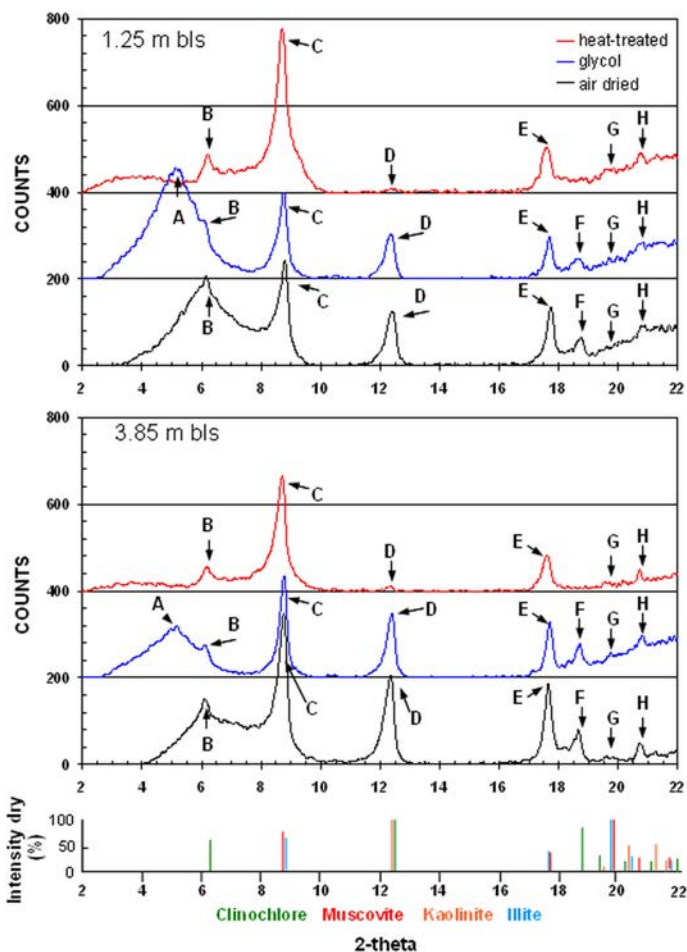 800
1.25 m bls
heat-treated
glycol
air dried
C
600
B
D
E
G
H
400
A
B
C
D
E
F
G
H
200
B
C
D
E
F
G
H
0
COUNTS
2 4 6 8 10 12 14 16 18 20 22
800
3.85 m bls
C
600
B
D
E
G
H
400
A
B
C
D
E
F
G
H
200
B
C
D
E
F
G
H
0
COUNTS
2 4 6 8 10 12 14 16 18 20 22
Intensity dry
(%)
100
50
0
2 4 6 8 10 12 14 16 18 20 22
Clinochlore Muscovite Kaolinite Illite
2-theta